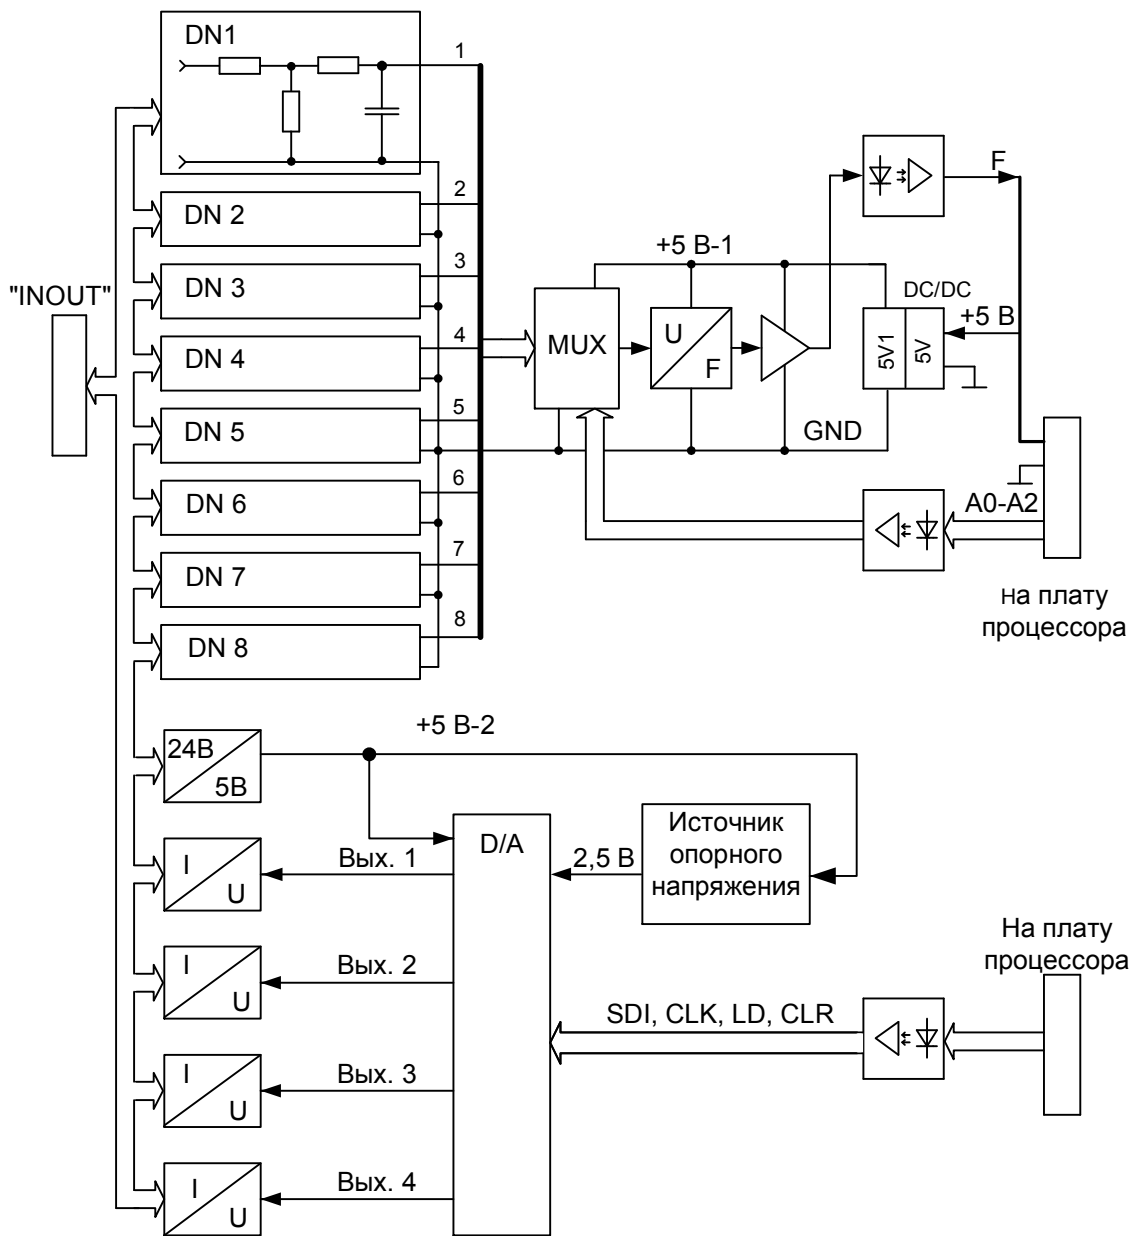 DN1
1
2
DN 2
3
DN 3
"INOUT"
4
DN 4
5
DN 5
6
DN 6
7
DN 7
8
DN 8
F
+5 В-1
DC/DC
+5 В
MUX
U
F
5V1
5V
GND
A0-A2
На плату
процессора
+5 В-2
24В
5В
D/A
Источник
опорного
напряжения
2,5 В
Вых. 1
I
U
Вых. 2
I
U
На плату
процессора
SDI, CLK, LD, CLR
Вых. 3
I
U
Вых. 4
I
U